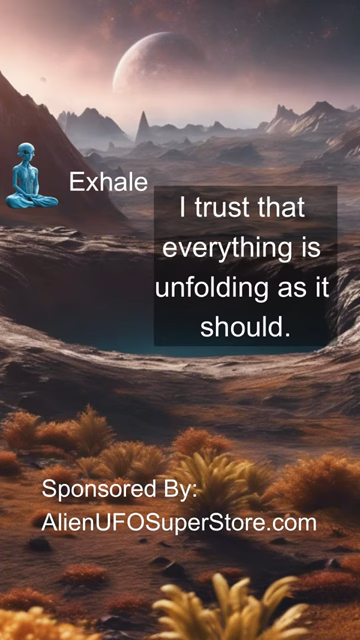 Exhale
I trust that
everything is
unfolding as it
should.
Sponsored By:
AlienUFOSuperStore.com